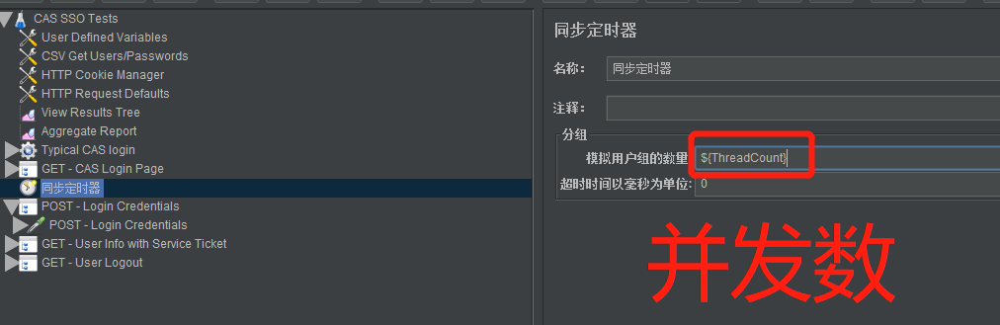 CAS SSO Tests
User Defined Variables
CSV Get Users/Passwords
HTTP Cookie Manager
HTTP Request Defaults
View Results Tree
Aggregate Report
Typical CAS login
GET - CAS Login Page
同步定时器
POST - Login Credentials
POST - Login Credentials
GET - User Info with Service Ticket
GET - User Logout
同步定时器
名称： 同步定时器
注释：
分组
模拟用户组的数量: ${ThreadCount}
超时时间以毫秒为单位: 0
并发数